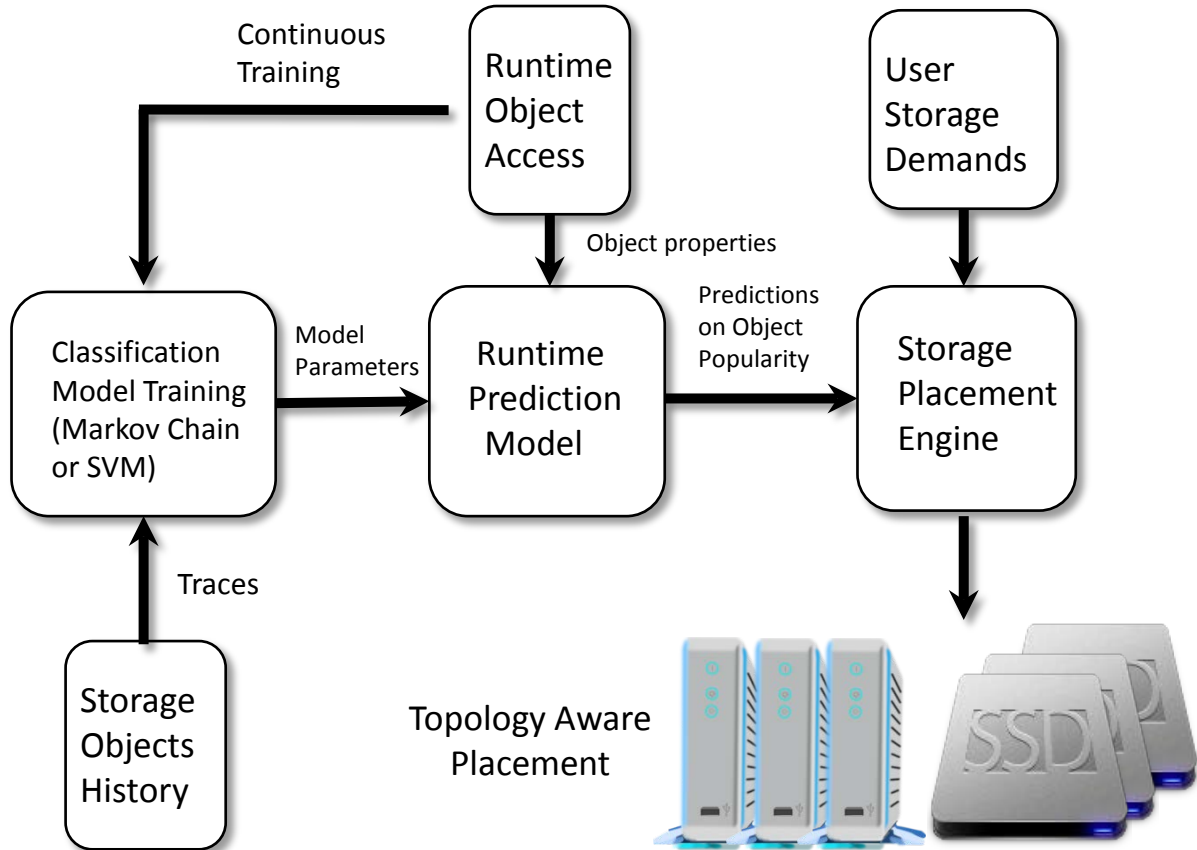 Continuous
Training
Runtime
Object
Access
User
Storage
Demands
Object properties
Classification
Model Training
(Markov Chain
or SVM)
Model
Parameters
Runtime
Prediction
Model
Predictions
on Object
Popularity
Storage
Placement
Engine
Traces
Storage
Objects
History
Topology Aware
Placement
SSD
D
D